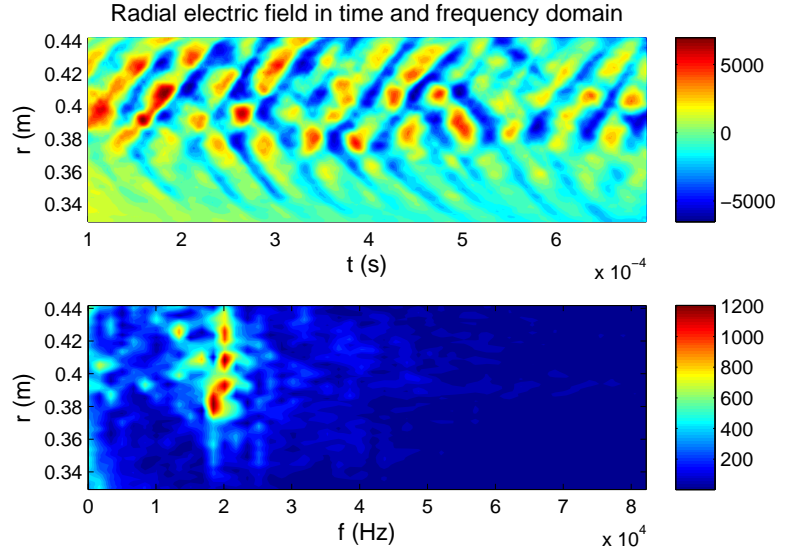 Radial electric field in time and frequency domain
0.44
0.42
0.4
0.38
0.36
0.34
r (m)
1 2 3 4 5 6
t (s)
x 10⁻⁴
5000
0
−5000
0.44
0.42
0.4
0.38
0.36
0.34
r (m)
0 1 2 3 4 5 6 7 8
f (Hz)
x 10⁴
1200
1000
800
600
400
200